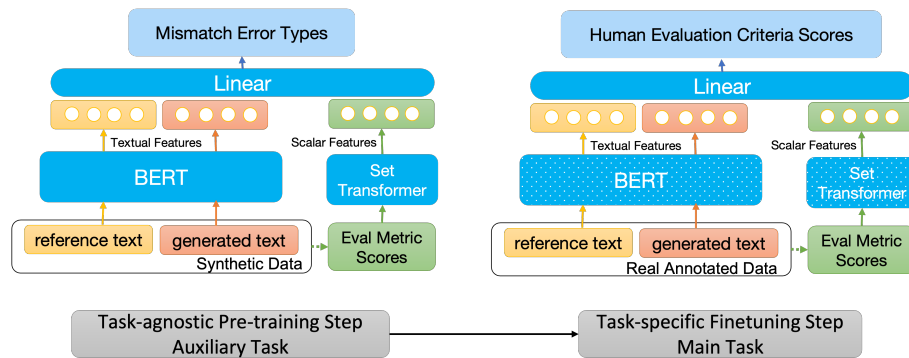 Mismatch Error Types
Linear
Textual Features
Scalar Features
BERT
Set
Transformer
reference text
generated text
Synthetic Data
Eval Metric
Scores
Human Evaluation Criteria Scores
Linear
Textual Features
Scalar Features
BERT
Set
Transformer
reference text
generated text
Real Annotated Data
Eval Metric
Scores
Task-agnostic Pre-training Step
Auxiliary Task
Task-specific Finetuning Step
Main Task